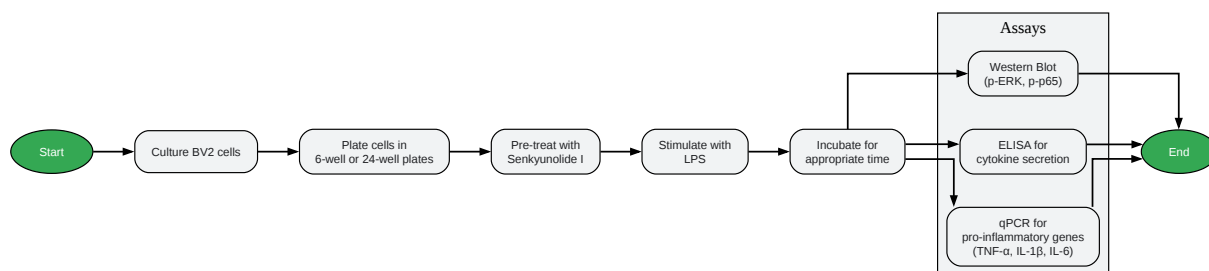 Start
Culture BV2 cells
Plate cells in
6-well or 24-well plates
Pre-treat with
Senkyunolide I
Stimulate with
LPS
Incubate for
appropriate time
Assays
Western Blot
(p-ERK, p-p65)
ELISA for
cytokine secretion
qPCR for
pro-inflammatory genes
(TNF-α, IL-1β, IL-6)
End